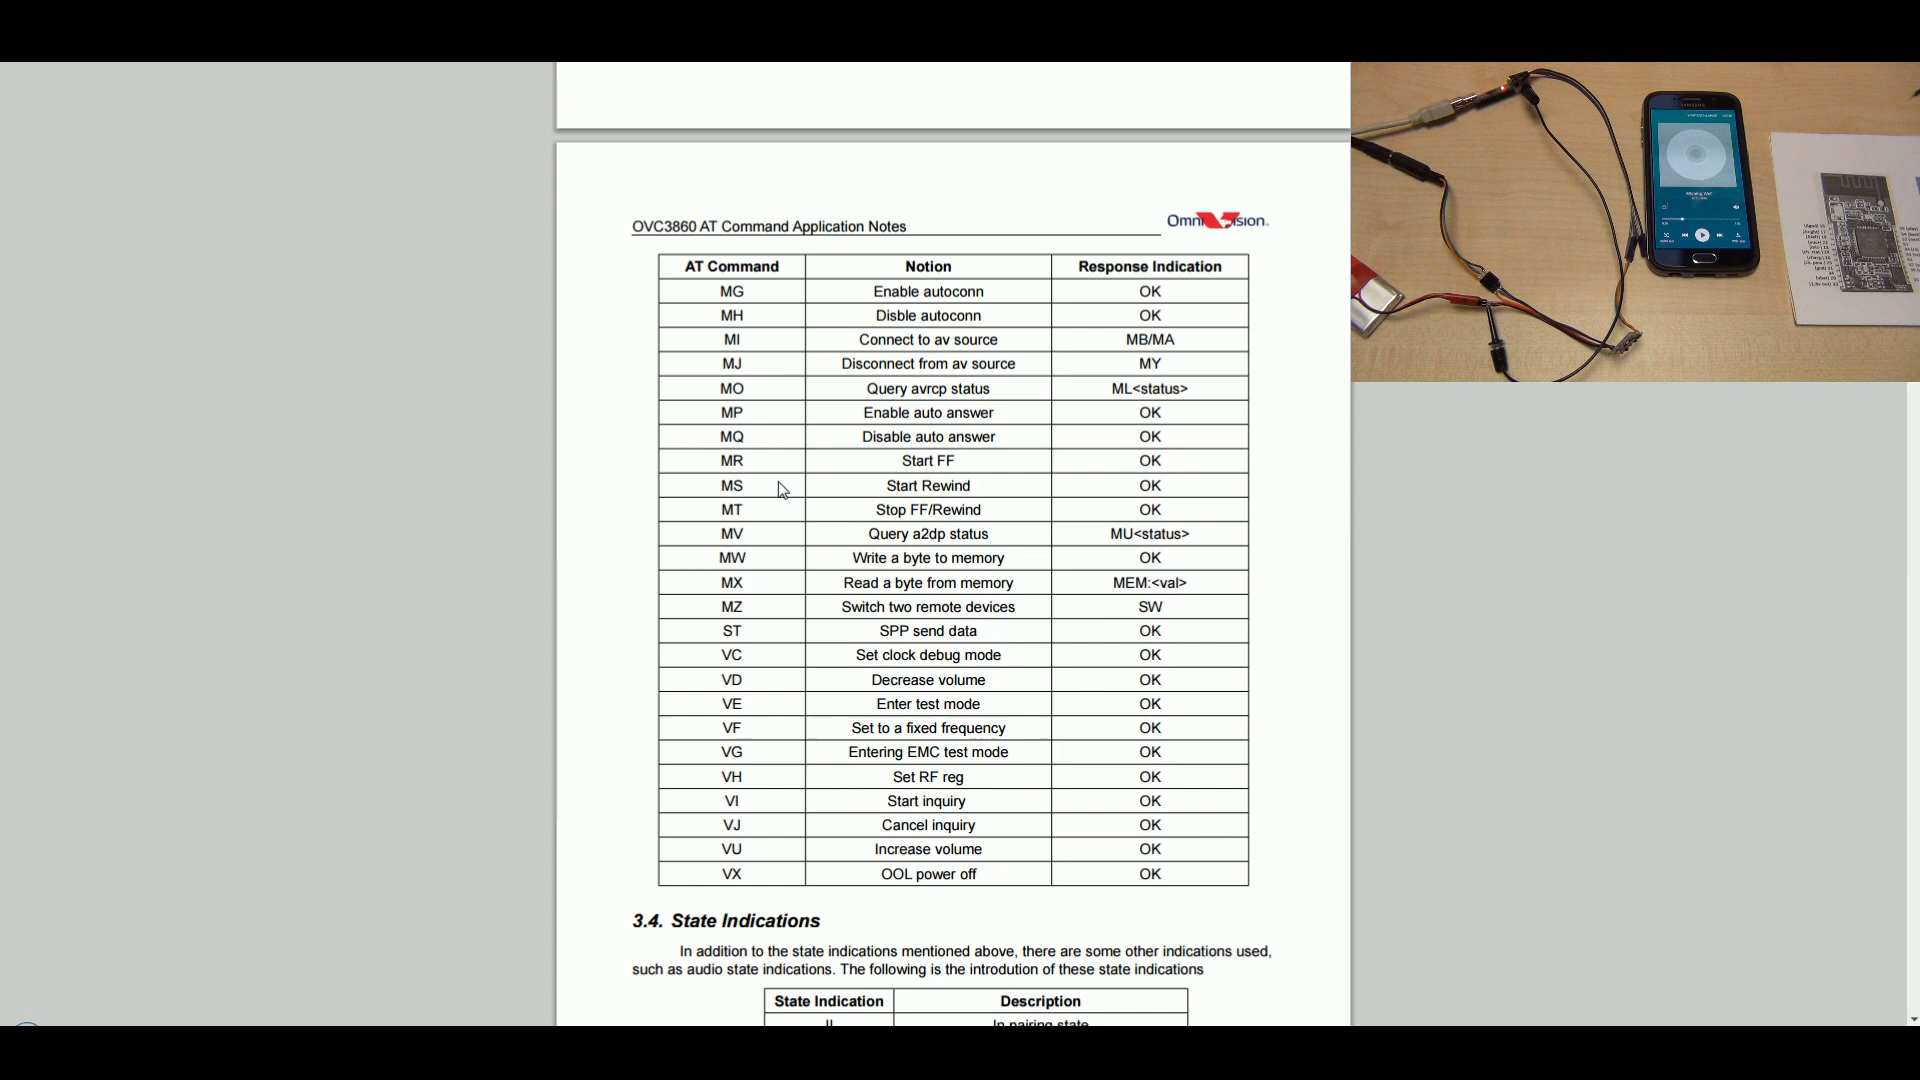 OVC3860 AT Command Application Notes
OmniVision
AT Command Notion Response Indication
MG Enable autoconn OK
MH Disble autoconn OK
MI Connect to av source MB/MA
MJ Disconnect from av source MY
MO Query avrcp status ML<status>
MP Enable auto answer OK
MQ Disable auto answer OK
MR Start FF OK
MS Start Rewind OK
MT Stop FF/Rewind OK
MV Query a2dp status MU<status>
MW Write a byte to memory OK
MX Read a byte from memory MEM:<val>
MZ Switch two remote devices SW
ST SPP send data OK
VC Set clock debug mode OK
VD Decrease volume OK
VE Enter test mode OK
VF Set to a fixed frequency OK
VG Entering EMC test mode OK
VH Set RF reg OK
VI Start inquiry OK
VJ Cancel inquiry OK
VU Increase volume OK
VX OOL power off OK
3.4. State Indications
In addition to the state indications mentioned above, there are some other indications used,
such as audio state indications. The following is the introdution of these state indications
State Indication Description
In pairing state
SAMSUNG